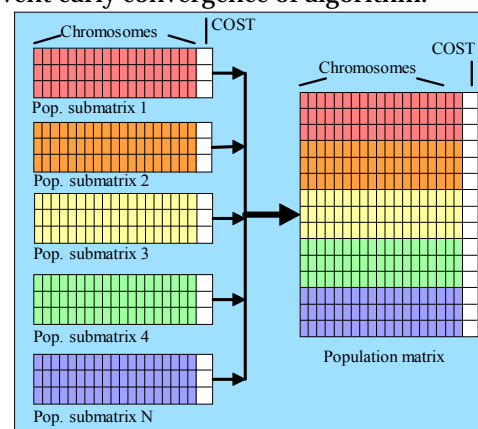 vent early convergence of algorithm.
COST
Chromosomes
COST
Chromosomes
Pop. submatrix 1
Pop. submatrix 2
Pop. submatrix 3
Pop. submatrix 4
Population matrix
Pop. submatrix N